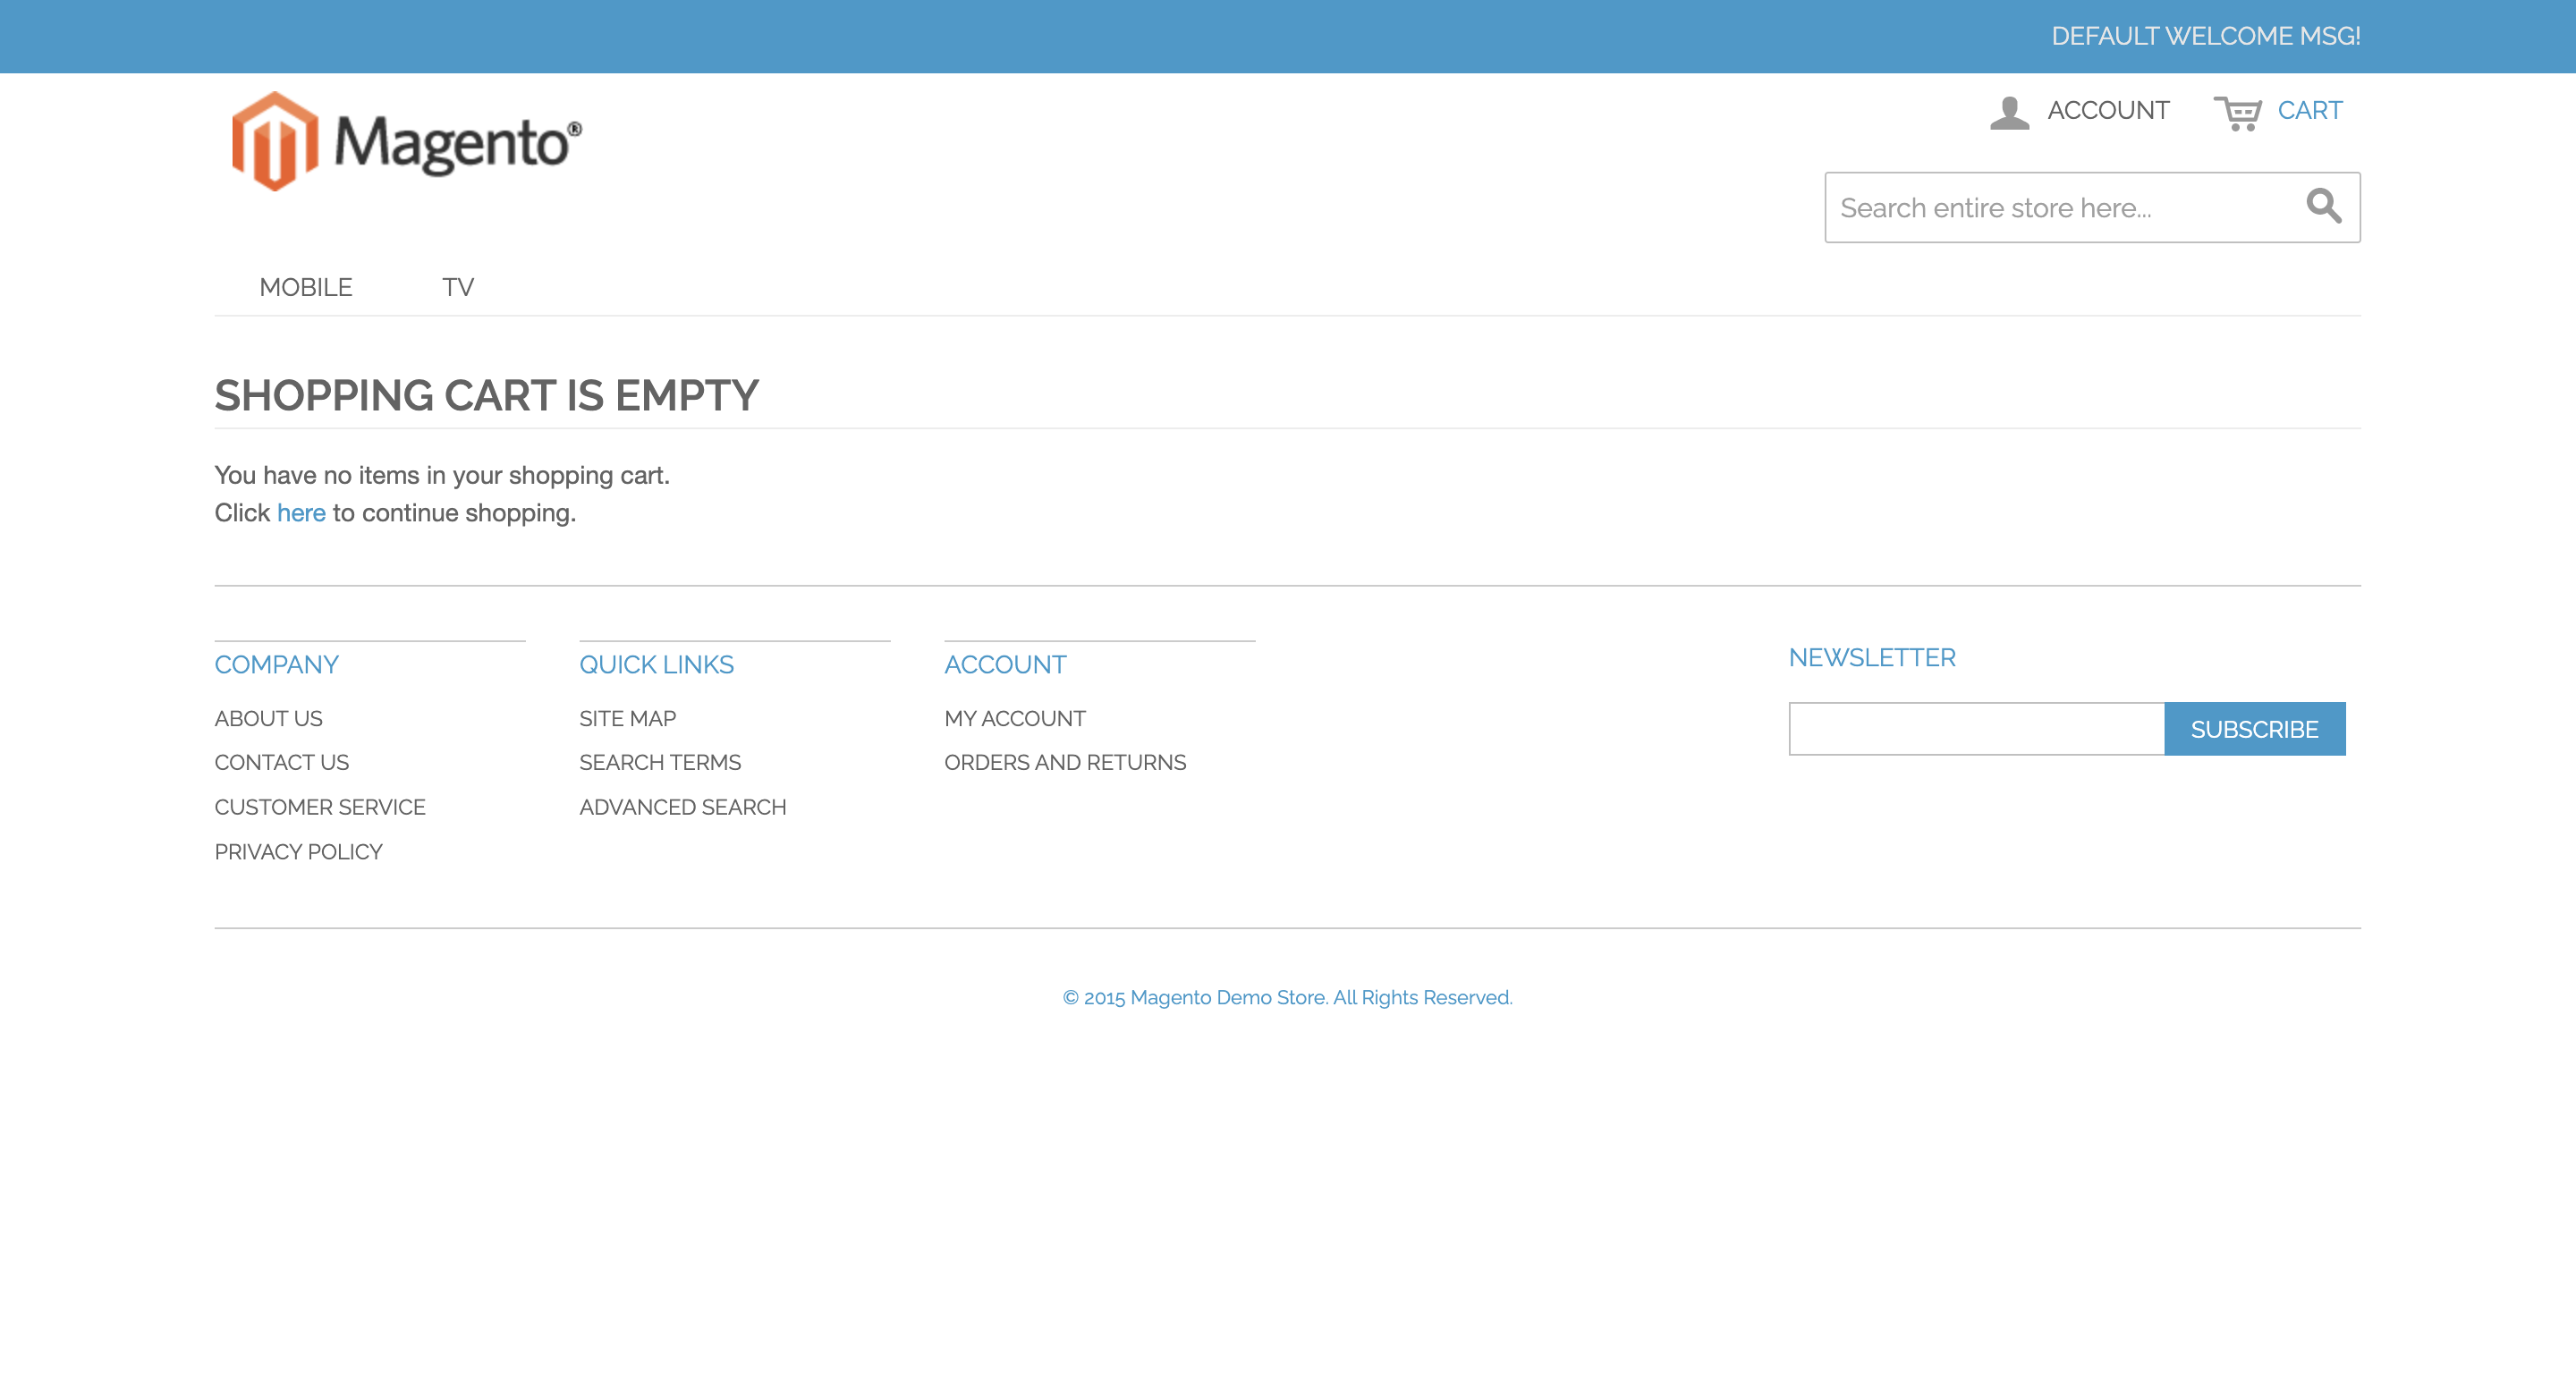 DEFAULT WELCOME MSG!
Magento®
ACCOUNT
CART
Search entire store here...
MOBILE
TV
SHOPPING CART IS EMPTY
You have no items in your shopping cart.
Click here to continue shopping.
COMPANY
ABOUT US
CONTACT US
CUSTOMER SERVICE
PRIVACY POLICY
QUICK LINKS
SITE MAP
SEARCH TERMS
ADVANCED SEARCH
ACCOUNT
MY ACCOUNT
ORDERS AND RETURNS
NEWSLETTER
SUBSCRIBE
© 2015 Magento Demo Store. All Rights Reserved.